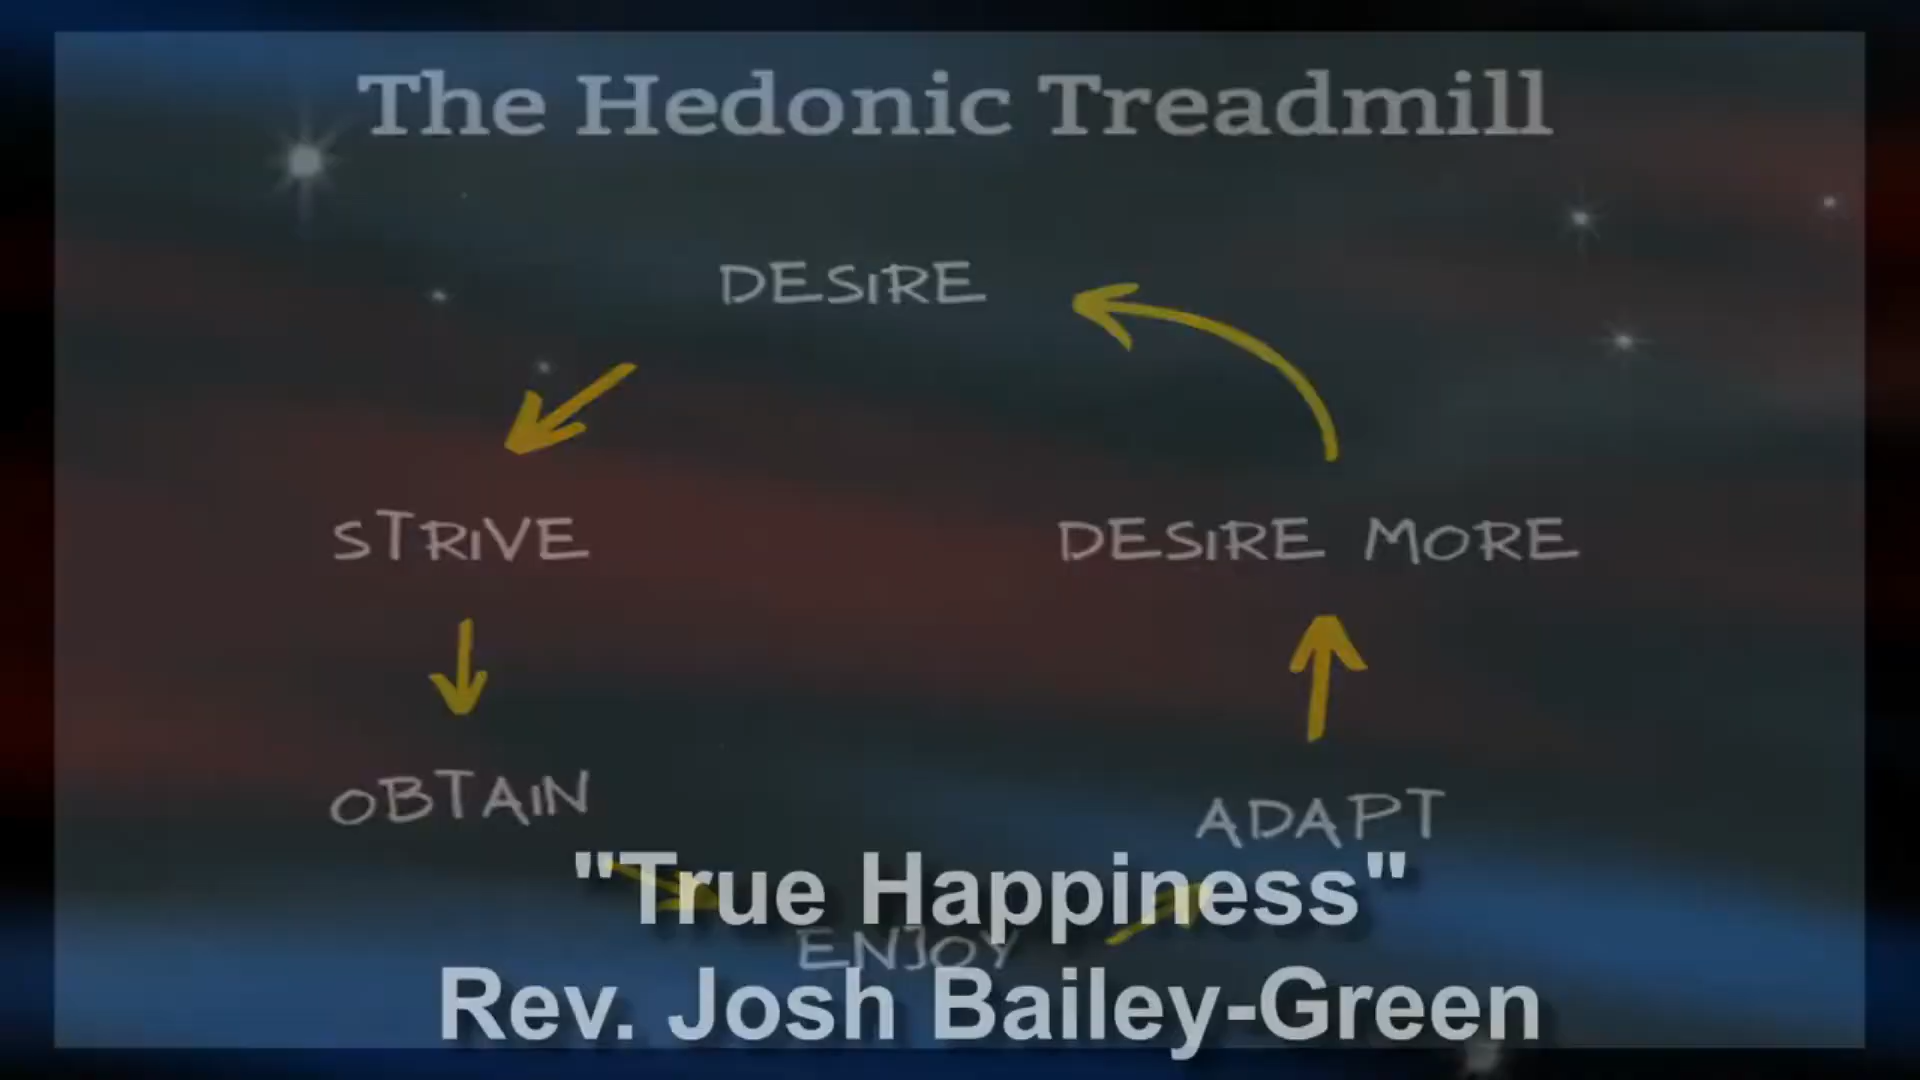 The Hedonic Treadmill
DESIRE
STRIVE
DESIRE MORE
OBTAIN
ADAPT
"True Happiness"
ENJOY
Rev. Josh Bailey-Green